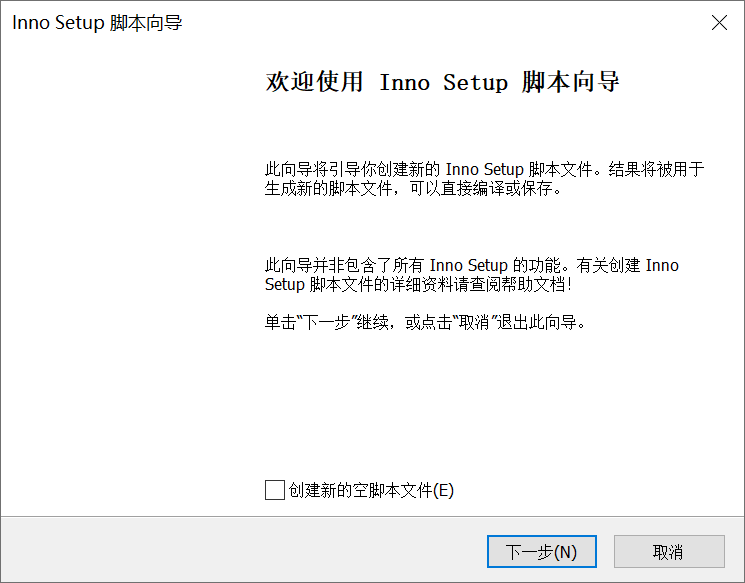 Inno Setup 脚本向导
欢迎使用 Inno Setup 脚本向导
此向导将引导你创建新的 Inno Setup 脚本文件。结果将被用于
生成新的脚本文件，可以直接编译或保存。
此向导并非包含了所有 Inno Setup 的功能。有关创建 Inno
Setup 脚本文件的详细资料请查阅帮助文档！
单击“下一步”继续，或点击“取消”退出此向导。
创建新的空脚本文件(E)
下一步(N)
取消